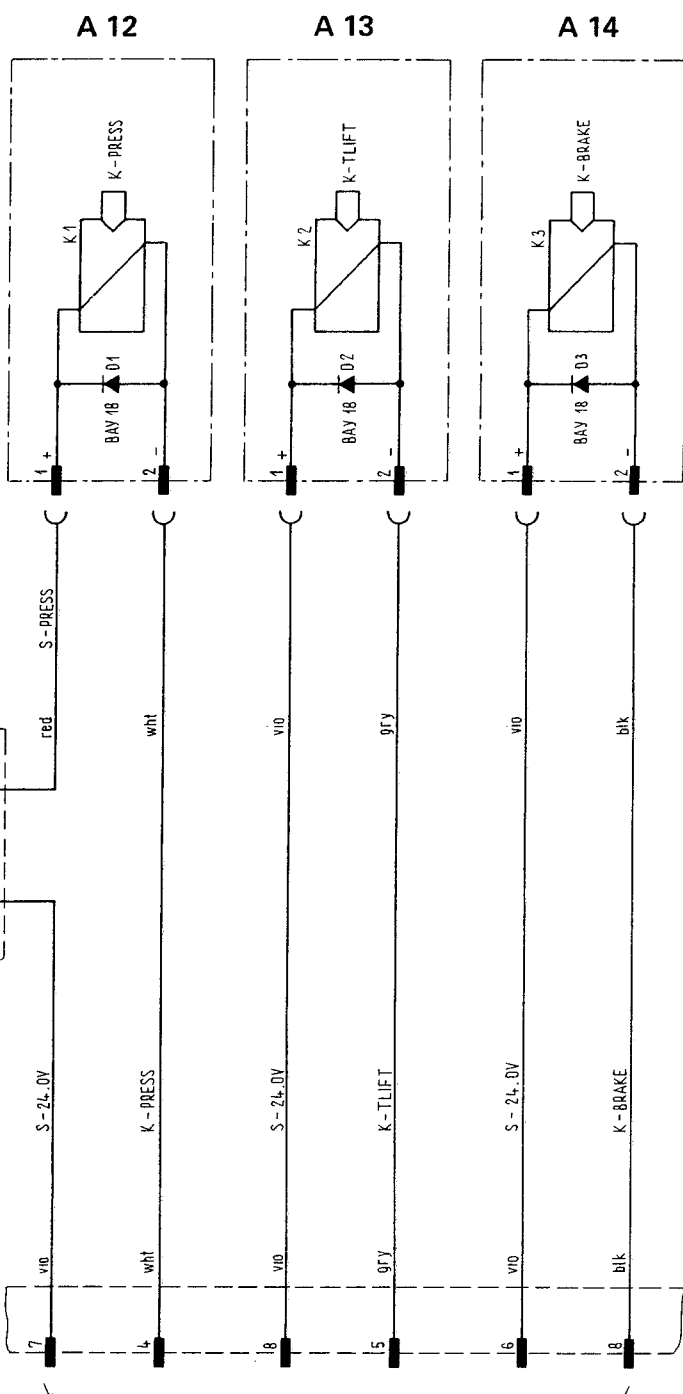 A 12
A 13
A 14
K-PRESS
K-TLIFT
K-BRAKE
K1
K2
K3
BAY 18 D1
BAY 18 D2
BAY 18 D3
1 +
2 -
1 +
2 -
1 +
2 -
S-PRESS
red
wht
vio
gry
vio
blk
S-24.0V
K-PRESS
S-24.0V
K-TLIFT
S-24.0V
K-BRAKE
vio
wht
vio
gry
vio
blk
7
4
8
5
6
8